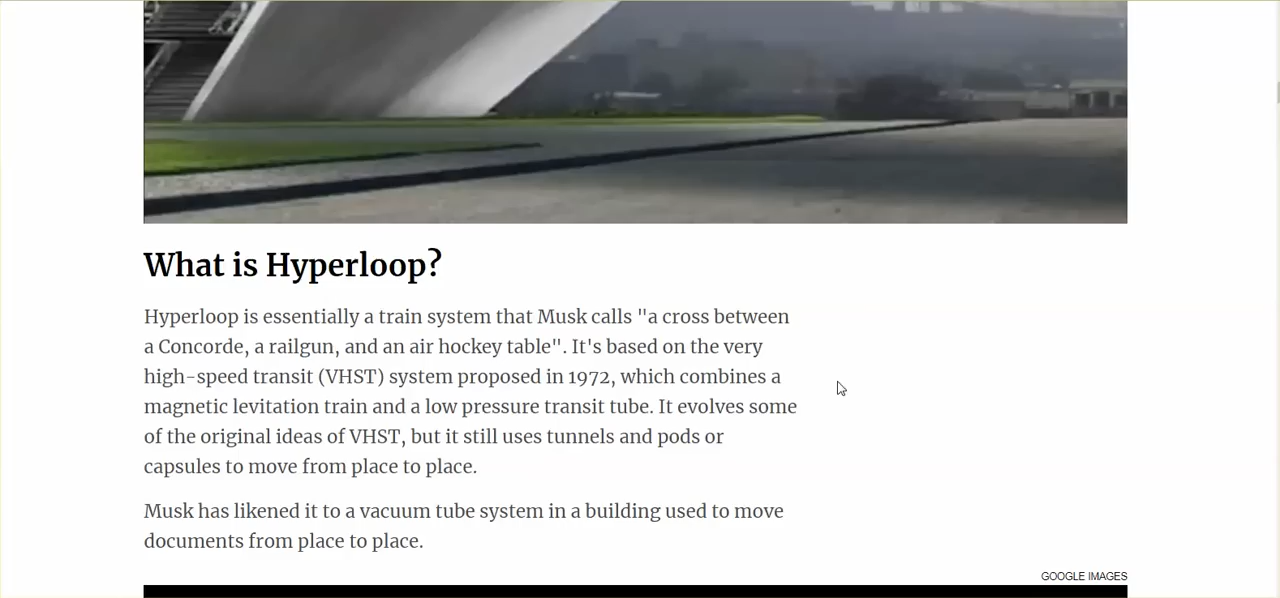 What is Hyperloop?
Hyperloop is essentially a train system that Musk calls "a cross between
a Concorde, a railgun, and an air hockey table". It's based on the very
high-speed transit (VHST) system proposed in 1972, which combines a
magnetic levitation train and a low pressure transit tube. It evolves some
of the original ideas of VHST, but it still uses tunnels and pods or
capsules to move from place to place.
Musk has likened it to a vacuum tube system in a building used to move
documents from place to place.
GOOGLE IMAGES